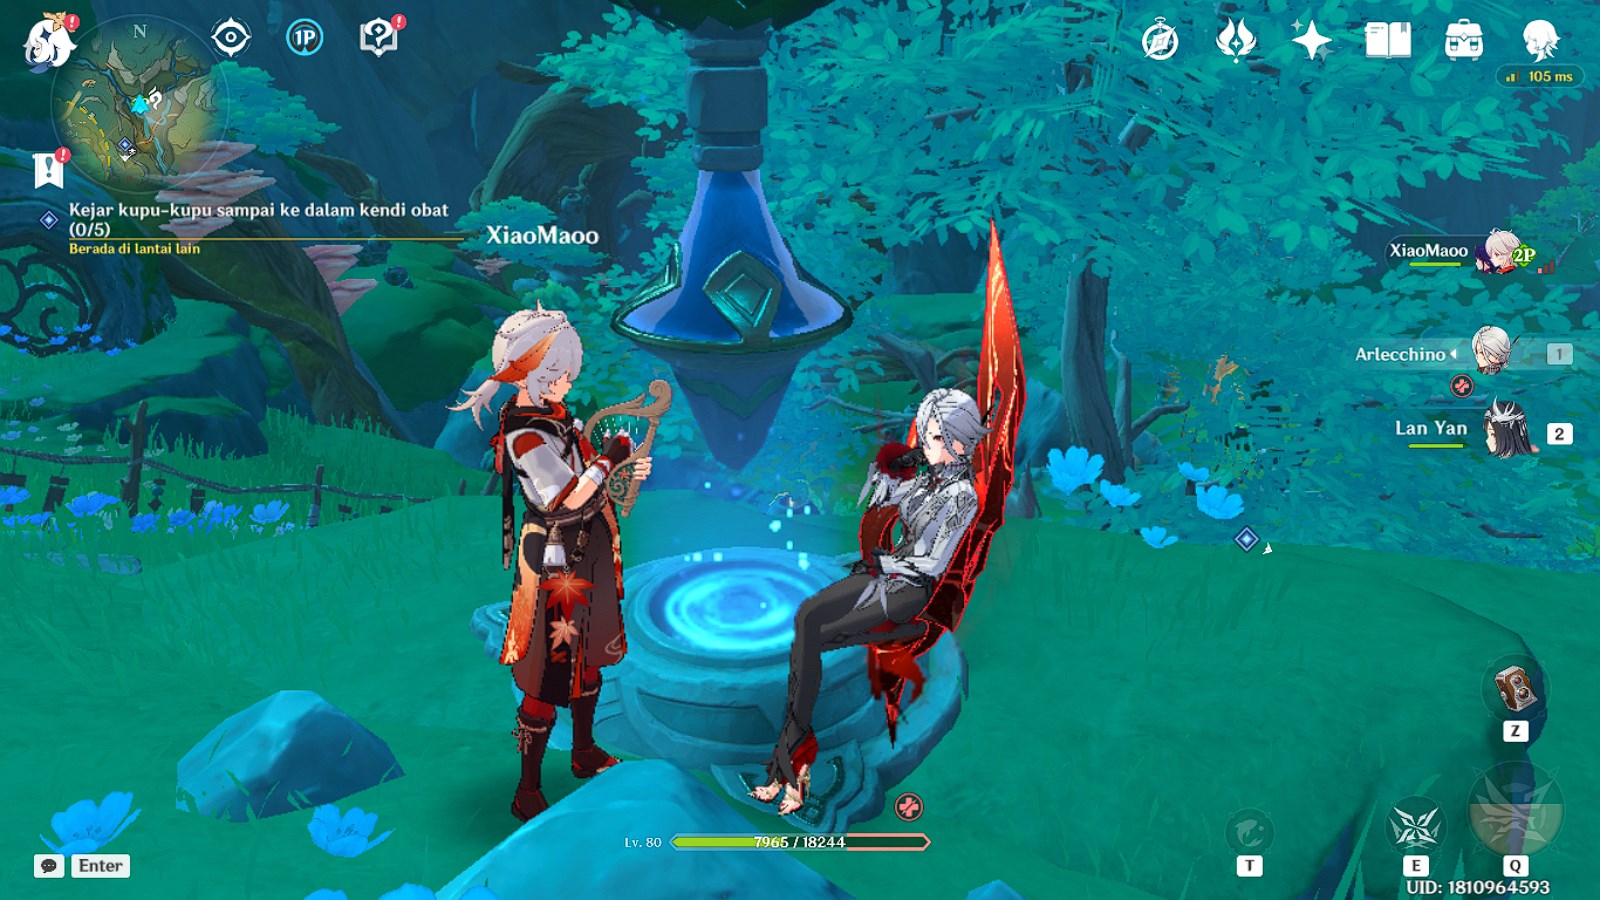 N
1P
105 ms
Kejar kupu-kupu sampai ke dalam kendi obat
(0/5)
Berada di lantai lain
XiaoMaoo
XiaoMaoo
2P
Arlecchino
1
Lan Yan
2
Z
Lv. 80
7965 / 18244
Enter
T
E
Q
UID: 1810964593